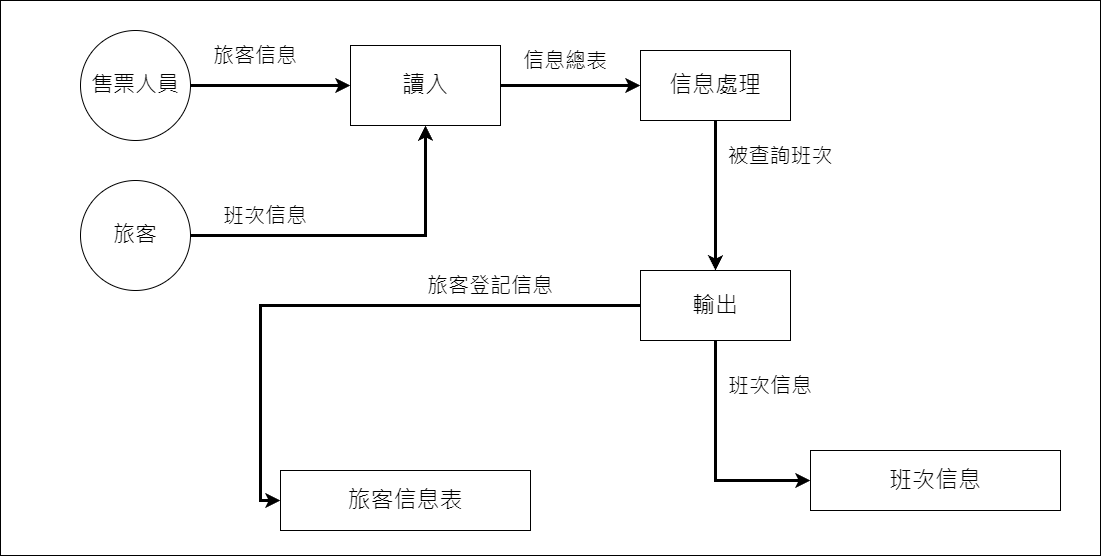 售票人員
旅客信息
讀入
信息總表
信息處理
被查詢班次
旅客
班次信息
旅客登記信息
輸出
班次信息
旅客信息表
班次信息